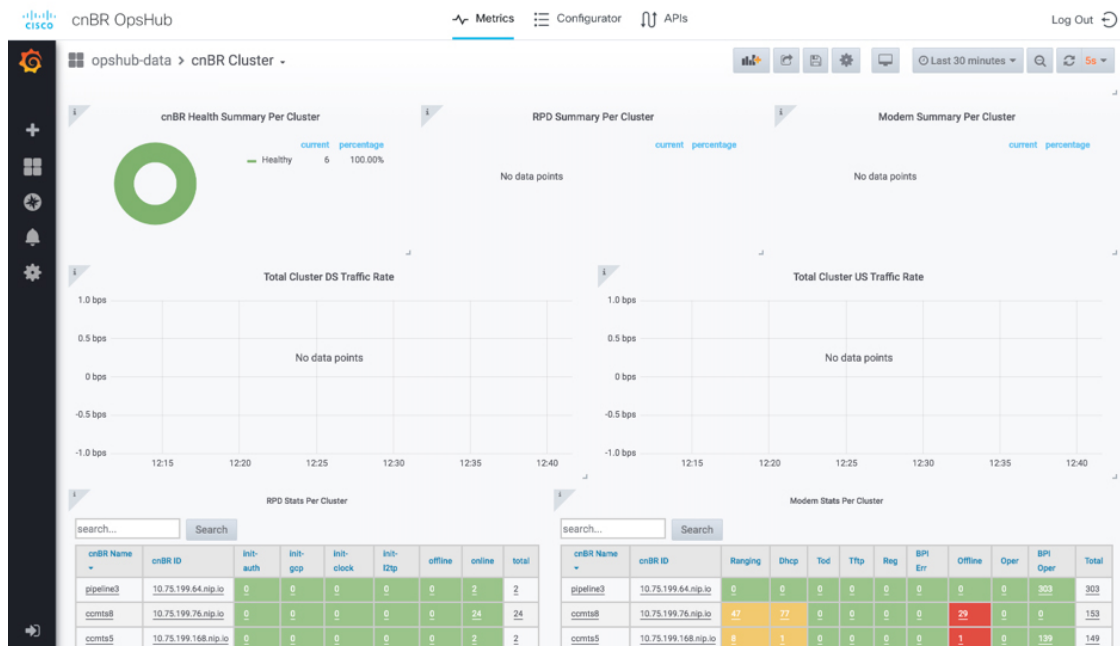 cisco cnBR OpsHub Metrics Configurator APIs Log Out
opshub-data > cnBR Cluster Last 30 minutes 5s
cnBR Health Summary Per Cluster
current percentage
Healthy 6 100.00%
RPD Summary Per Cluster
current percentage
No data points
Modem Summary Per Cluster
current percentage
No data points
Total Cluster DS Traffic Rate
1.0 bps
0.5 bps
No data points
0 bps
-0.5 bps
-1.0 bps
12:15 12:20 12:25 12:30 12:35 12:40
Total Cluster US Traffic Rate
1.0 bps
0.5 bps
No data points
0 bps
-0.5 bps
-1.0 bps
12:15 12:20 12:25 12:30 12:35 12:40
RPD Stats Per Cluster
search... Search
cnBR Name cnBR ID init-auth init-gcp init-clock init-l2tp offline online total
pipeline3 10.75.199.64.nip.io 0 0 0 0 0 2 2
ccmts8 10.75.199.76.nip.io 0 0 0 0 0 24 24
ccmts5 10.75.199.168.nip.io 0 0 0 0 0 2 2
Modem Stats Per Cluster
search... Search
cnBR Name cnBR ID Ranging Dhcp Tod Tftp Reg BPI Err Offline Oper BPI Oper Total
pipeline3 10.75.199.64.nip.io 0 0 0 0 0 0 0 0 303 303
ccmts8 10.75.199.76.nip.io 47 77 0 0 0 0 29 0 0 153
ccmts5 10.75.199.168.nip.io 8 1 0 0 0 0 1 0 139 149